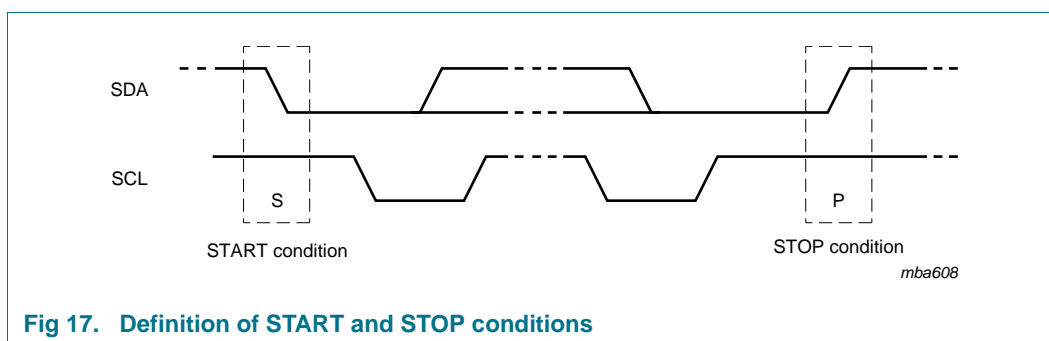 SDA
SCL
S
P
START condition
STOP condition
mba608
Fig 17. Definition of START and STOP conditions